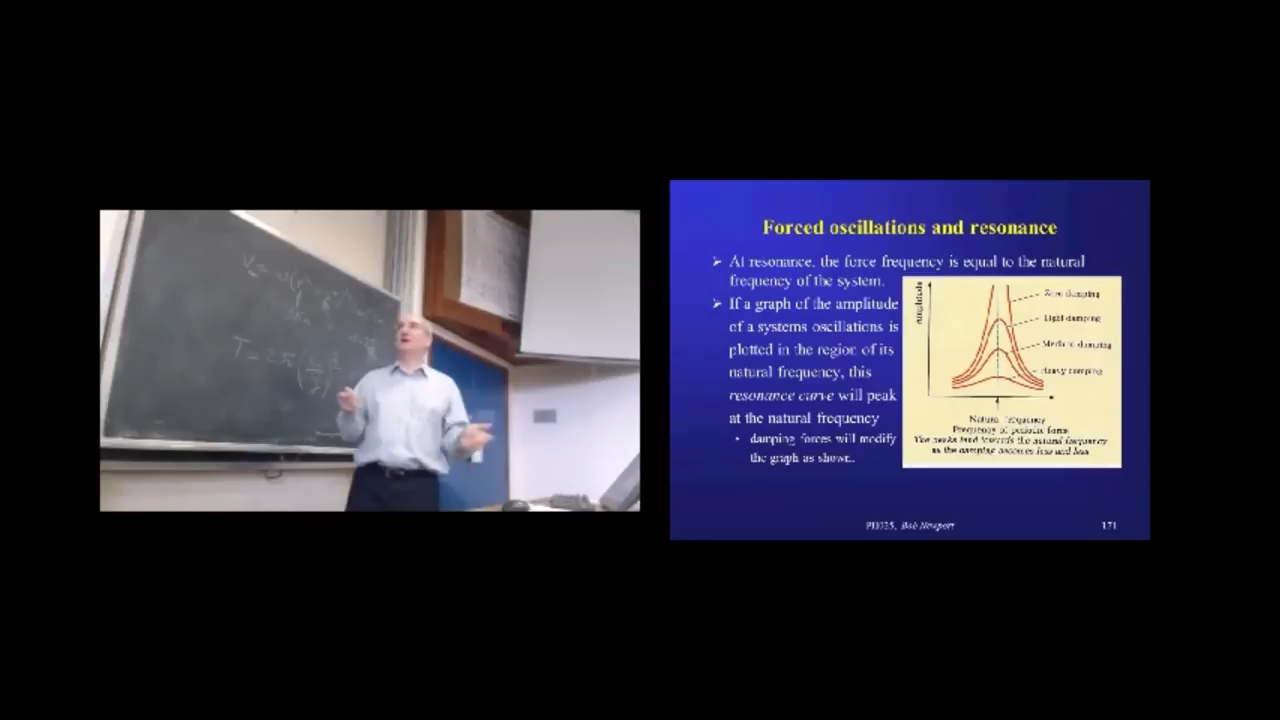 T = 2π
Forced oscillations and resonance
➤ At resonance, the force frequency is equal to the natural
frequency of the system.
➤ If a graph of the amplitude
of a systems oscillations is
plotted in the region of its
natural frequency, this
resonance curve will peak
at the natural frequency
• damping forces will modify
the graph as shown.
Amplitude
Zero damping
Light damping
Medium damping
Heavy damping
Natural frequency
Frequency of periodic force
The peaks tend towards the natural frequency
as the damping becomes less and less
PH025, Bob Newport
171